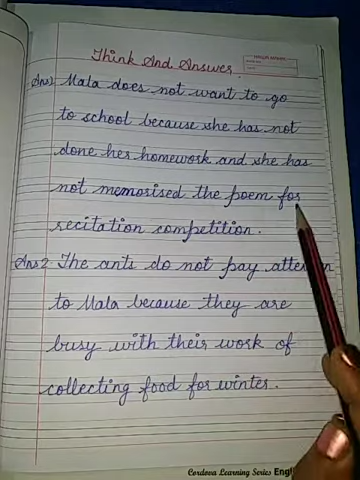 Think And Answer
Ans1 Mala does not want to go
to school because she has not
done her homework and she has
not memorised the poem for
recitation competition.
Ans2 The ants do not pay
to Mala because they are
busy with their work of
collecting food for winter.
Cordova Learning Series